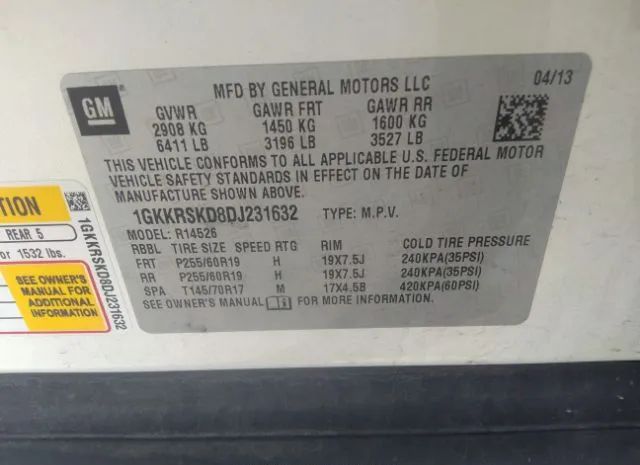 MFD BY GENERAL MOTORS LLC 04/13
GM
GVWR GAWR FRT GAWR RR
2908 KG 1450 KG 1600 KG
6411 LB 3196 LB 3527 LB
THIS VEHICLE CONFORMS TO ALL APPLICABLE U.S. FEDERAL MOTOR
VEHICLE SAFETY STANDARDS IN EFFECT ON THE DATE OF
MANUFACTURE SHOWN ABOVE.
1GKKRSKD8DJ231632 TYPE: M.P.V.
MODEL: R14526
RBBL TIRE SIZE SPEED RTG RIM COLD TIRE PRESSURE
FRT P255/60R19 H 19X7.5J 240KPA(35PSI)
RR P255/60R19 H 19X7.5J 240KPA(35PSI)
SPA T145/70R17 M 17X4.5B 420KPA(60PSI)
SEE OWNER'S MANUAL FOR MORE INFORMATION.
TION
REAR 5
or 1532 lbs.
SEE OWNER'S
MANUAL FOR
ADDITIONAL
INFORMATION
1GKKRSKD8DJ231632